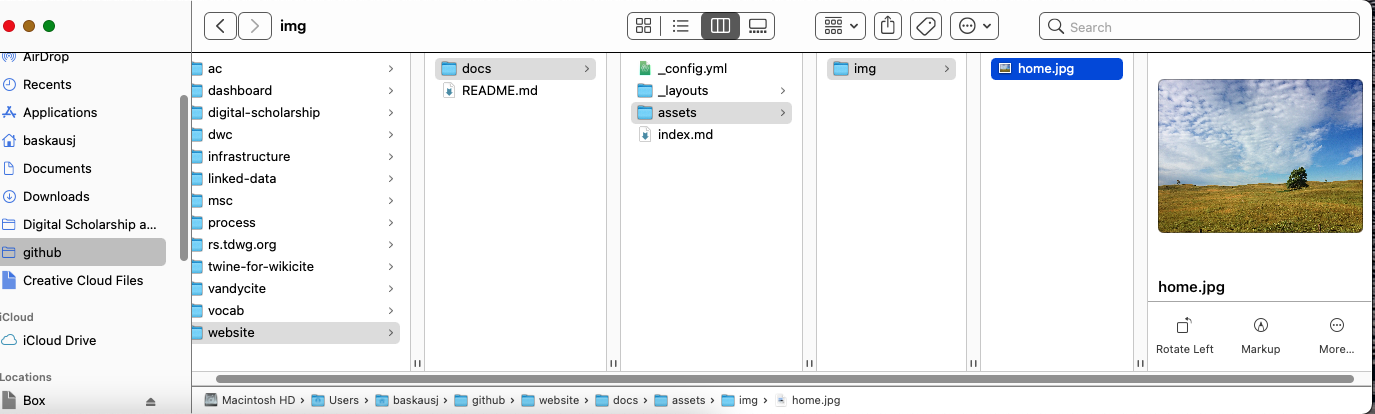 img
Search
AirDrop
Recents
Applications
baskausj
Documents
Downloads
Digital Scholarship a...
github
Creative Cloud Files
iCloud
iCloud Drive
Locations
Box
ac
dashboard
digital-scholarship
dwc
infrastructure
linked-data
msc
process
rs.tdwg.org
twine-for-wikicite
vandycite
vocab
website
docs
README.md
_config.yml
_layouts
assets
index.md
img
home.jpg
home.jpg
Rotate Left
Markup
More...
Macintosh HD › Users › baskausj › github › website › docs › assets › img › home.jpg